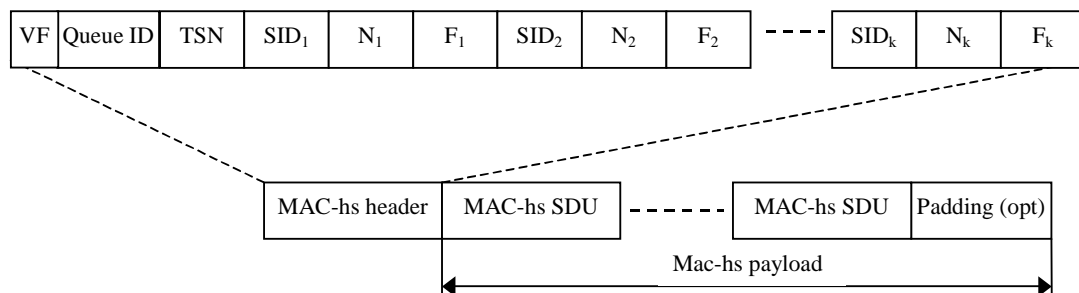 VF Queue ID TSN SID₁ N₁ F₁ SID₂ N₂ F₂ SIDₖ Nₖ Fₖ
MAC-hs header MAC-hs SDU MAC-hs SDU Padding (opt)
Mac-hs payload